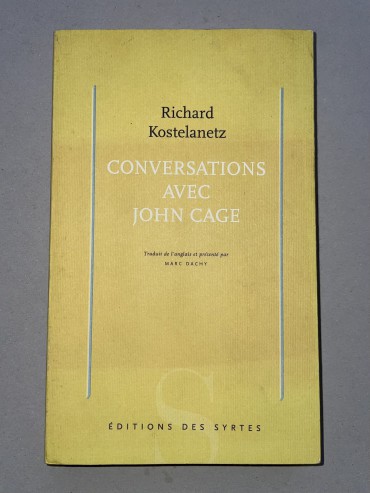 Richard
Kostelanetz
CONVERSATIONS
AVEC
JOHN CAGE
Traduit de l'anglais et présenté par
MARC DACHY
S
ÉDITIONS DES SYRTES